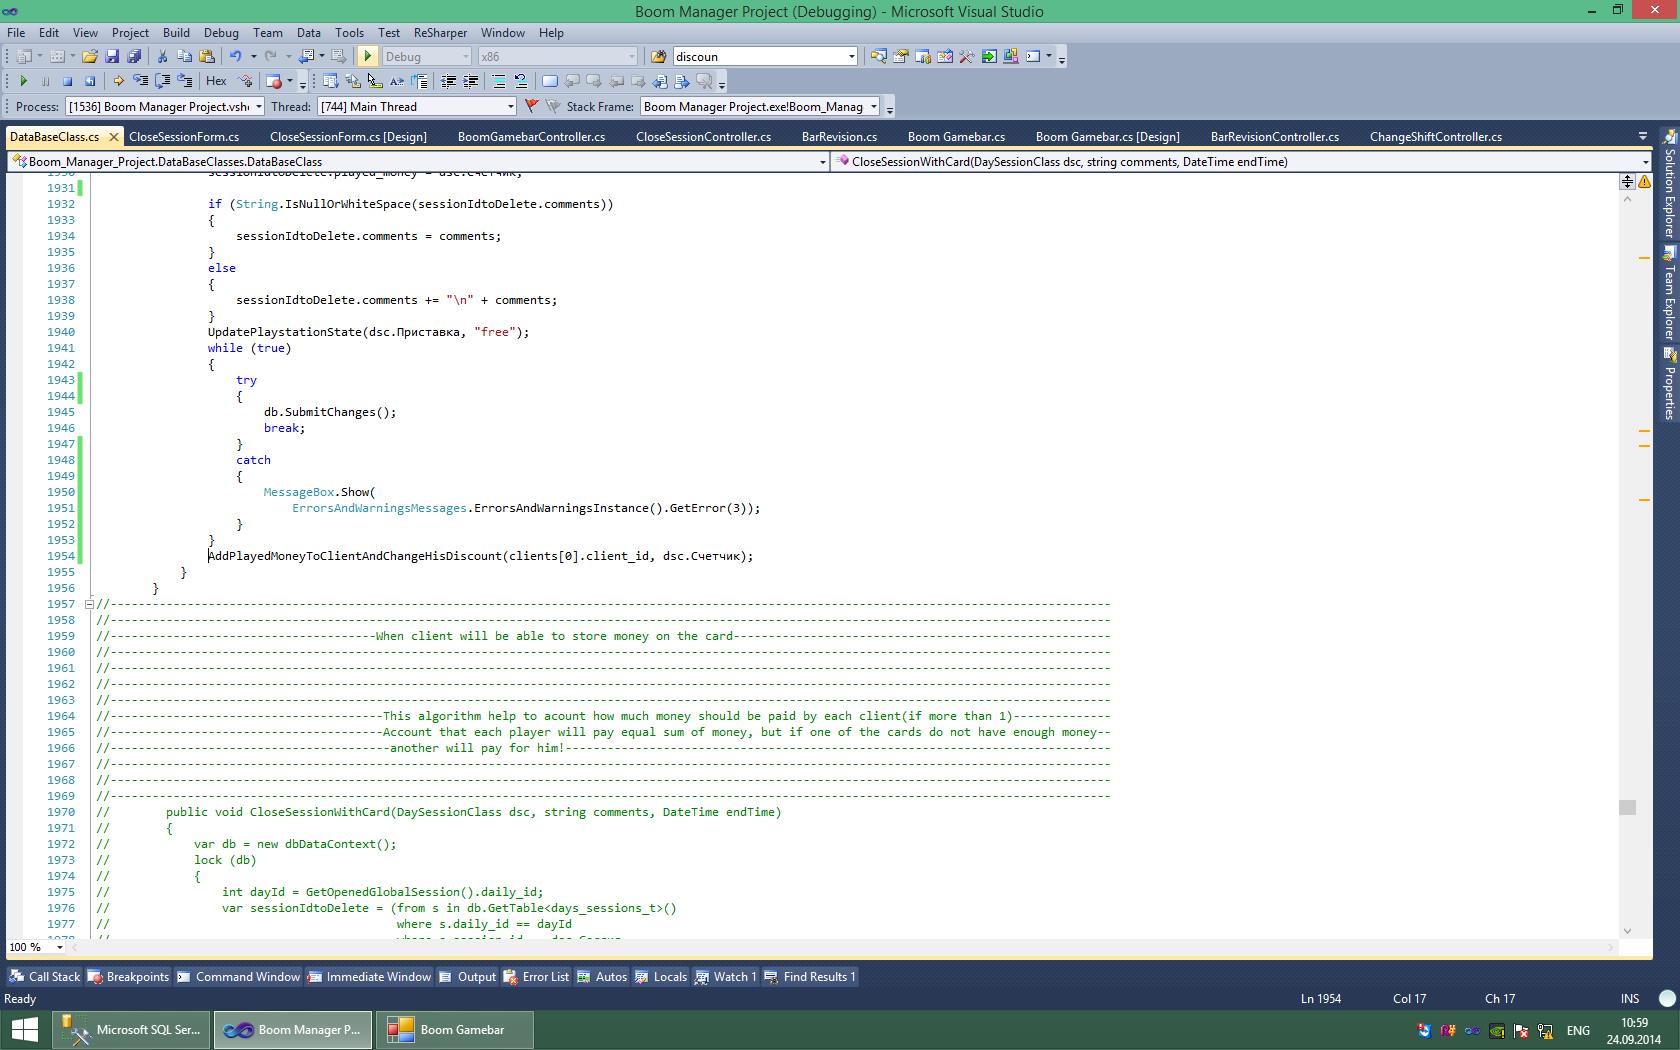 Boom Manager Project (Debugging) - Microsoft Visual Studio
File Edit View Project Build Debug Team Data Tools Test ReSharper Window Help
Debug x86 discoun
Hex
Process: [1536] Boom Manager Project.vshc Thread: [744] Main Thread Stack Frame: Boom Manager Project.exe!Boom_Manag
DataBaseClass.cs CloseSessionForm.cs CloseSessionForm.cs [Design] BoomGamebarController.cs CloseSessionController.cs BarRevision.cs Boom Gamebar.cs Boom Gamebar.cs [Design] BarRevisionController.cs ChangeShiftController.cs
Boom_Manager_Project.DataBaseClasses.DataBaseClass CloseSessionWithCard(DaySessionClass dsc, string comments, DateTime endTime)
1930 sessionIdtoDelete.played_money = dsc.Счетчик;
1931
1932 if (String.IsNullOrWhiteSpace(sessionIdtoDelete.comments))
1933 {
1934 sessionIdtoDelete.comments = comments;
1935 }
1936 else
1937 {
1938 sessionIdtoDelete.comments += "\n" + comments;
1939 }
1940 UpdatePlaystationState(dsc.Приставка, "free");
1941 while (true)
1942 {
1943 try
1944 {
1945 db.SubmitChanges();
1946 break;
1947 }
1948 catch
1949 {
1950 MessageBox.Show(
1951 ErrorsAndWarningsMessages.ErrorsAndWarningsInstance().GetError(3));
1952 }
1953 }
1954 AddPlayedMoneyToClientAndChangeHisDiscount(clients[0].client_id, dsc.Счетчик);
1955 }
1956 }
1957 //-----------------------------------------------------------------------------------------------------------------------------------------------
1958 //-----------------------------------------------------------------------------------------------------------------------------------------------
1959 //--------------------------------------When client will be able to store money on the card------------------------------------------------------
1960 //-----------------------------------------------------------------------------------------------------------------------------------------------
1961 //-----------------------------------------------------------------------------------------------------------------------------------------------
1962 //-----------------------------------------------------------------------------------------------------------------------------------------------
1963 //-----------------------------------------------------------------------------------------------------------------------------------------------
1964 //---------------------------------------This algorithm help to acount how much money should be paid by each client(if more than 1)--------------
1965 //---------------------------------------Account that each player will pay equal sum of money, but if one of the cards do not have enough money--
1966 //----------------------------------------another will pay for him!------------------------------------------------------------------------------
1967 //-----------------------------------------------------------------------------------------------------------------------------------------------
1968 //-----------------------------------------------------------------------------------------------------------------------------------------------
1969 //-----------------------------------------------------------------------------------------------------------------------------------------------
1970 // public void CloseSessionWithCard(DaySessionClass dsc, string comments, DateTime endTime)
1971 // {
1972 // var db = new dbDataContext();
1973 // lock (db)
1974 // {
1975 // int dayId = GetOpenedGlobalSession().daily_id;
1976 // var sessionIdtoDelete = (from s in db.GetTable<days_sessions_t>()
1977 // where s.daily_id == dayId
Solution Explorer
Team Explorer
Properties
100 %
Call Stack Breakpoints Command Window Immediate Window Output Error List Autos Locals Watch 1 Find Results 1
Ready Ln 1954 Col 17 Ch 17 INS
Microsoft SQL Ser... Boom Manager P... Boom Gamebar ENG 10:59
24.09.2014